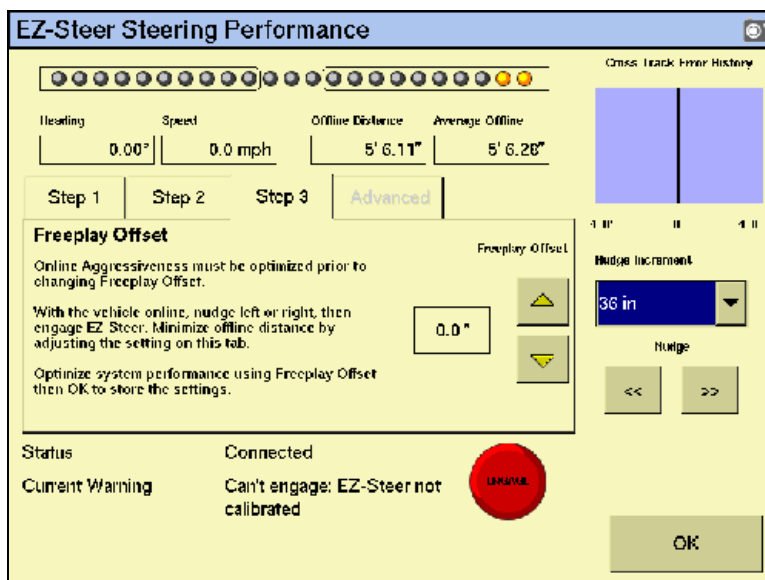 EZ-Steer Steering Performance
Cross Track Error History
Heading
Speed
Offline Distance
Average Offline
0.00°
0.0 mph
5' 6.11"
5' 6.28"
Step 1
Step 2
Step 3
Advanced
Freeplay Offset
Online Aggressiveness must be optimized prior to
changing Freeplay Offset.
With the vehicle online, nudge left or right, then
engage EZ Steer. Minimize offline distance by
adjusting the setting on this tab.
Optimize system performance using Freeplay Offset
then OK to store the settings.
Freeplay Offset
0.0 "
0
Nudge Increment
36 in
Nudge
<<
>>
Status
Connected
Current Warning
Can't engage: EZ-Steer not
calibrated
ENGAGE
OK